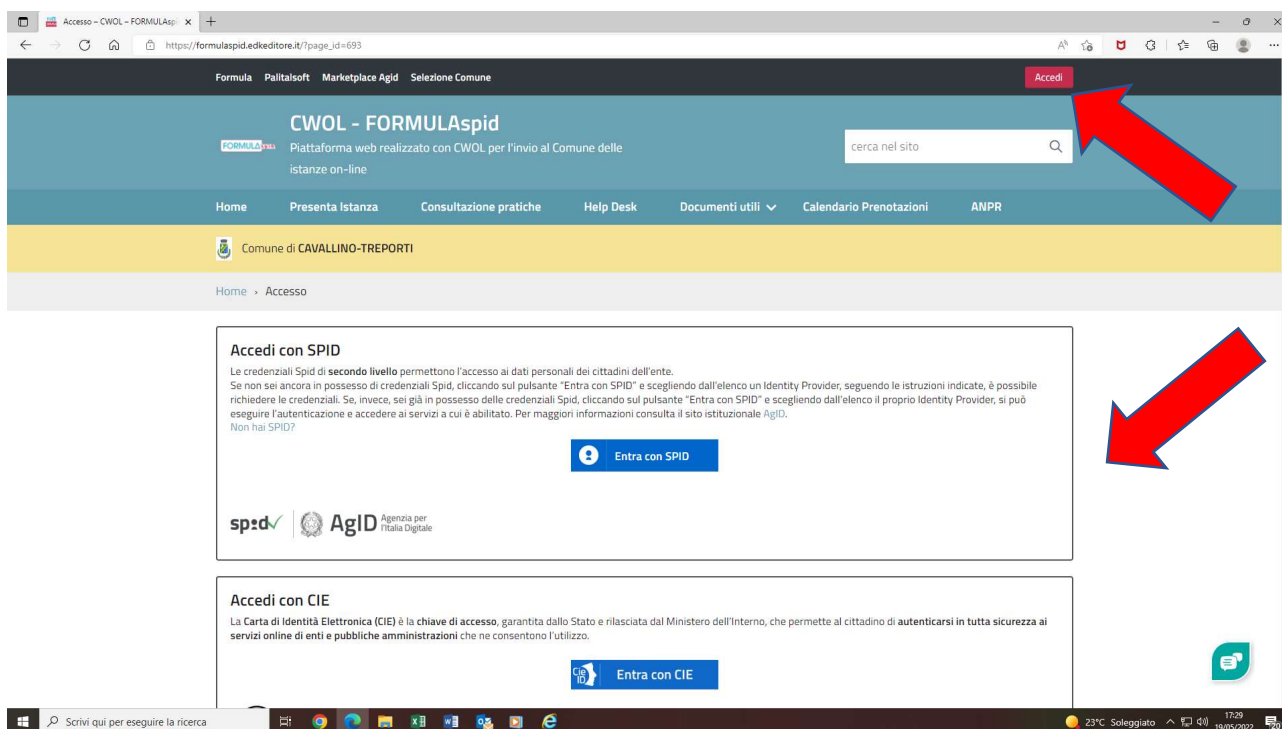 Accesso – CWOL – FORMULAsp
https://formulaspid.edkeditore.it/?page_id=693
Formula Palitalsoft Marketplace Agid Selezione Comune Accedi
CWOL - FORMULAspid
Piattaforma web realizzato con CWOL per l'invio al Comune delle
istanze on-line
cerca nel sito
Home Presenta Istanza Consultazione pratiche Help Desk Documenti utili Calendario Prenotazioni ANPR
Comune di CAVALLINO-TREPORTI
Home › Accesso
Accedi con SPID
Le credenziali Spid di secondo livello permettono l'accesso ai dati personali dei cittadini dell'ente.
Se non sei ancora in possesso di credenziali Spid, cliccando sul pulsante "Entra con SPID" e scegliendo dall'elenco un Identity Provider, seguendo le istruzioni indicate, è possibile
richiedere le credenziali. Se, invece, sei già in possesso delle credenziali Spid, cliccando sul pulsante "Entra con SPID" e scegliendo dall'elenco il proprio Identity Provider, si può
eseguire l'autenticazione e accedere ai servizi a cui è abilitato. Per maggiori informazioni consulta il sito istituzionale AgID.
Non hai SPID?
Entra con SPID
sp:d AgID Agenzia per
l'Italia Digitale
Accedi con CIE
La Carta di Identità Elettronica (CIE) è la chiave di accesso, garantita dallo Stato e rilasciata dal Ministero dell'Interno, che permette al cittadino di autenticarsi in tutta sicurezza ai
servizi online di enti e pubbliche amministrazioni che ne consentono l'utilizzo.
Entra con CIE
Scrivi qui per eseguire la ricerca
23°C Soleggiato
17:29
19/05/2022